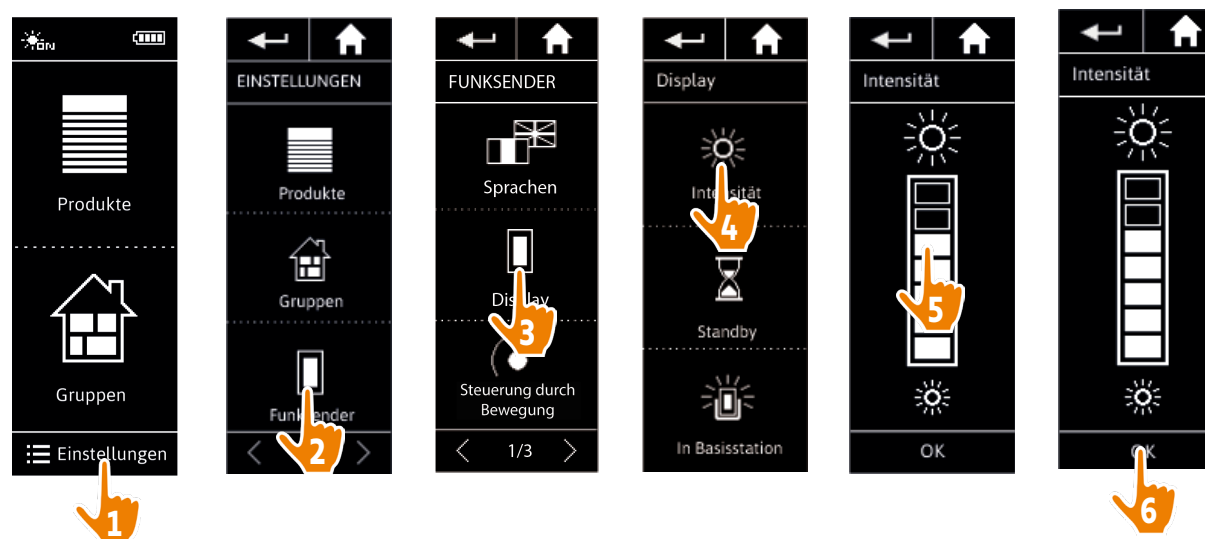 ON
Produkte
Gruppen
Einstellungen
1
EINSTELLUNGEN
Produkte
Gruppen
Funksender
2
FUNKSENDER
Sprachen
Display
3
Steuerung durch
Bewegung
1/3
Display
Intensität
4
Standby
In Basisstation
Intensität
5
OK
Intensität
OK
6